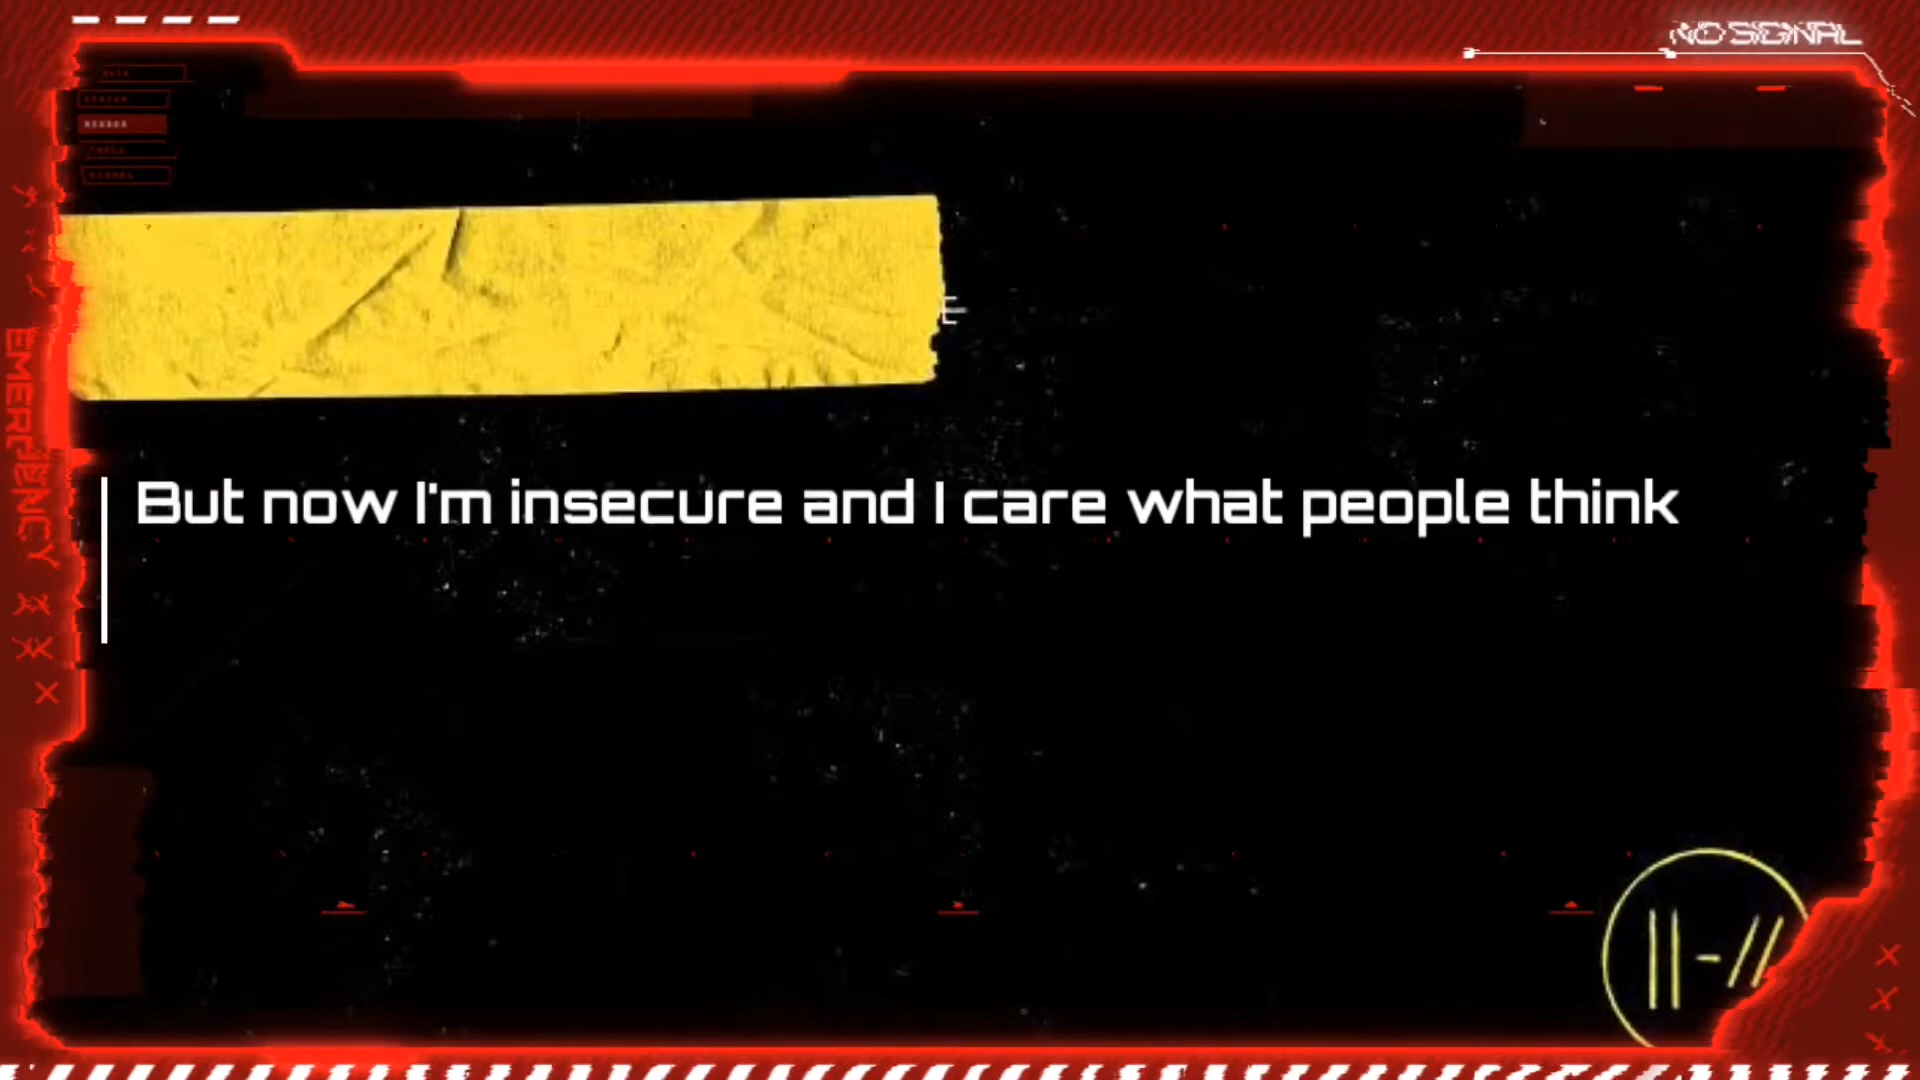 NO SIGNAL
EMERGENCY
But now I'm insecure and I care what people think